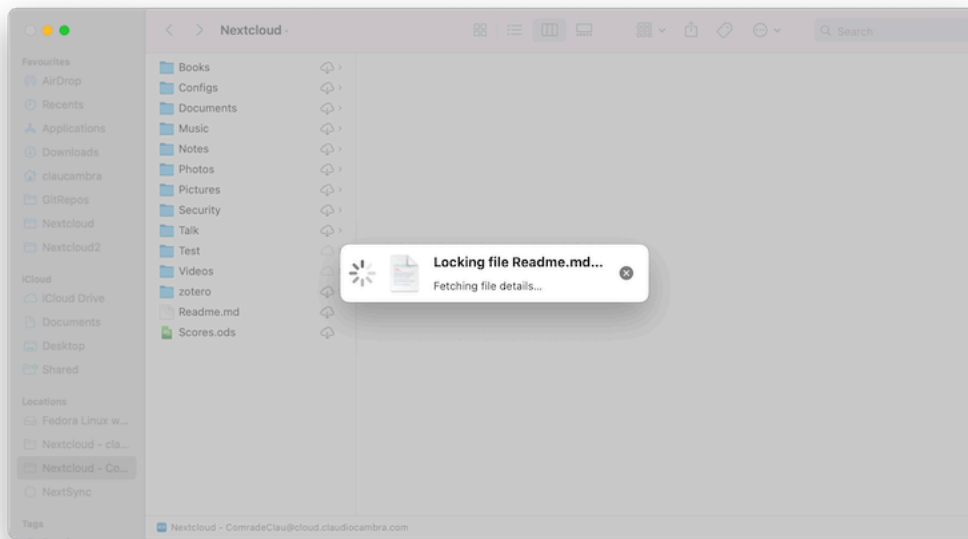 Nextcloud
Search
Favourites
AirDrop
Recents
Applications
Downloads
claucambra
GitRepos
Nextcloud
Nextcloud2
iCloud
iCloud Drive
Documents
Desktop
Shared
Locations
Fedora Linux w...
Nextcloud - cla...
Nextcloud - Co...
NextSync
Tags
Books
Configs
Documents
Music
Notes
Photos
Pictures
Security
Talk
Test
Videos
zotero
Readme.md
Scores.ods
Locking file Readme.md...
Fetching file details...
Nextcloud - ComradeClau@cloud.claudiocambra.com